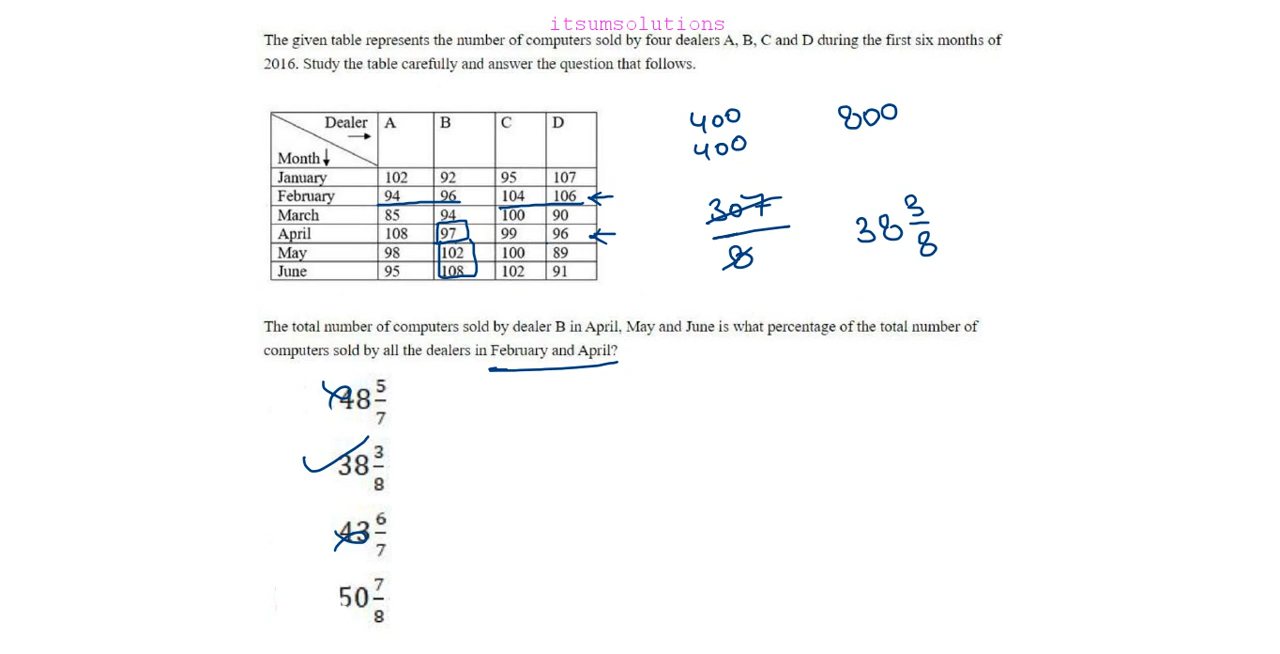 itsumsolutions
The given table represents the number of computers sold by four dealers A, B, C and D during the first six months of
2016. Study the table carefully and answer the question that follows.
Dealer A B C D
Month
January 102 92 95 107
February 94 96 104 106
March 85 94 100 90
April 108 97 99 96
May 98 102 100 89
June 95 108 102 91
400 800
400
307/8 38 3/8
The total number of computers sold by dealer B in April, May and June is what percentage of the total number of
computers sold by all the dealers in February and April?
48 5/7
38 3/8
43 6/7
50 7/8